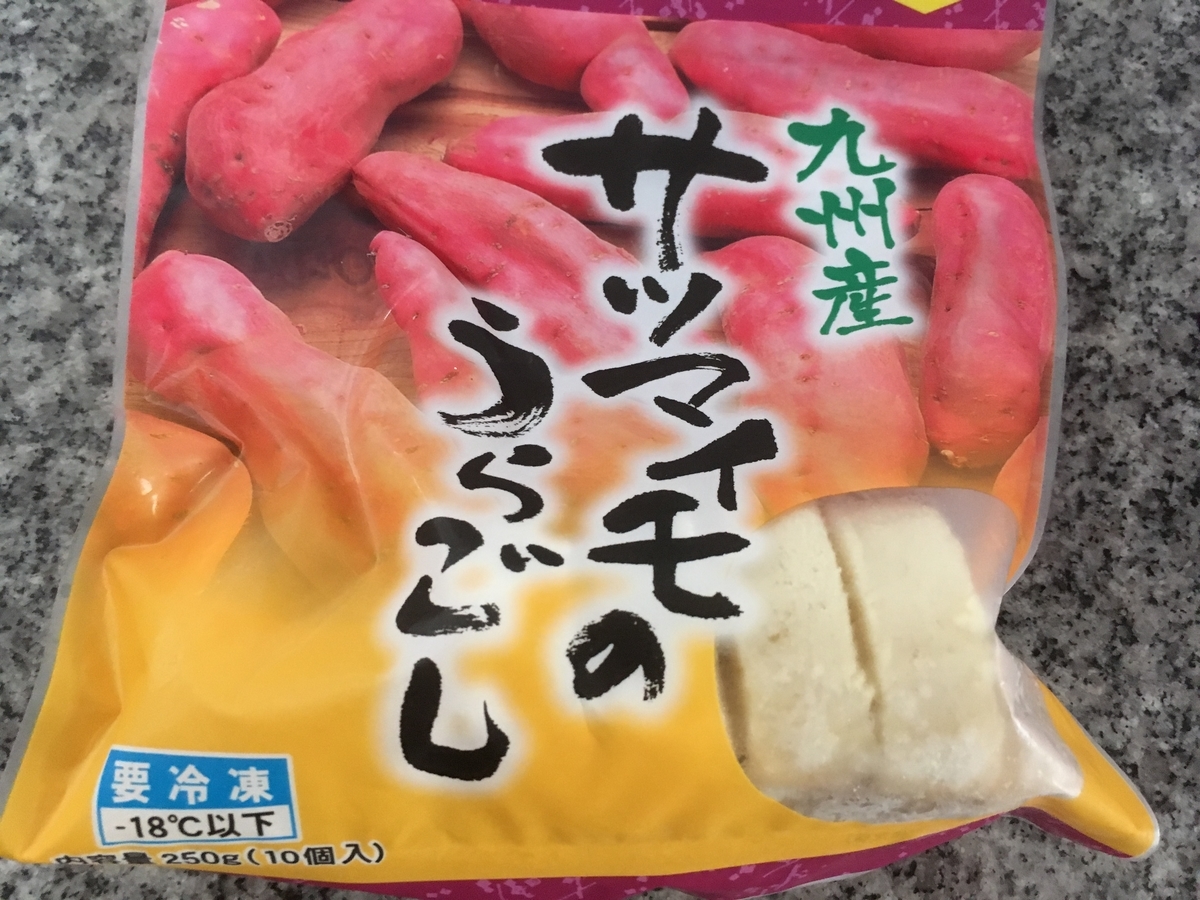 九州産
サツマイモの
うらごし
要冷凍
-18℃以下
内容量 250g(10個入)